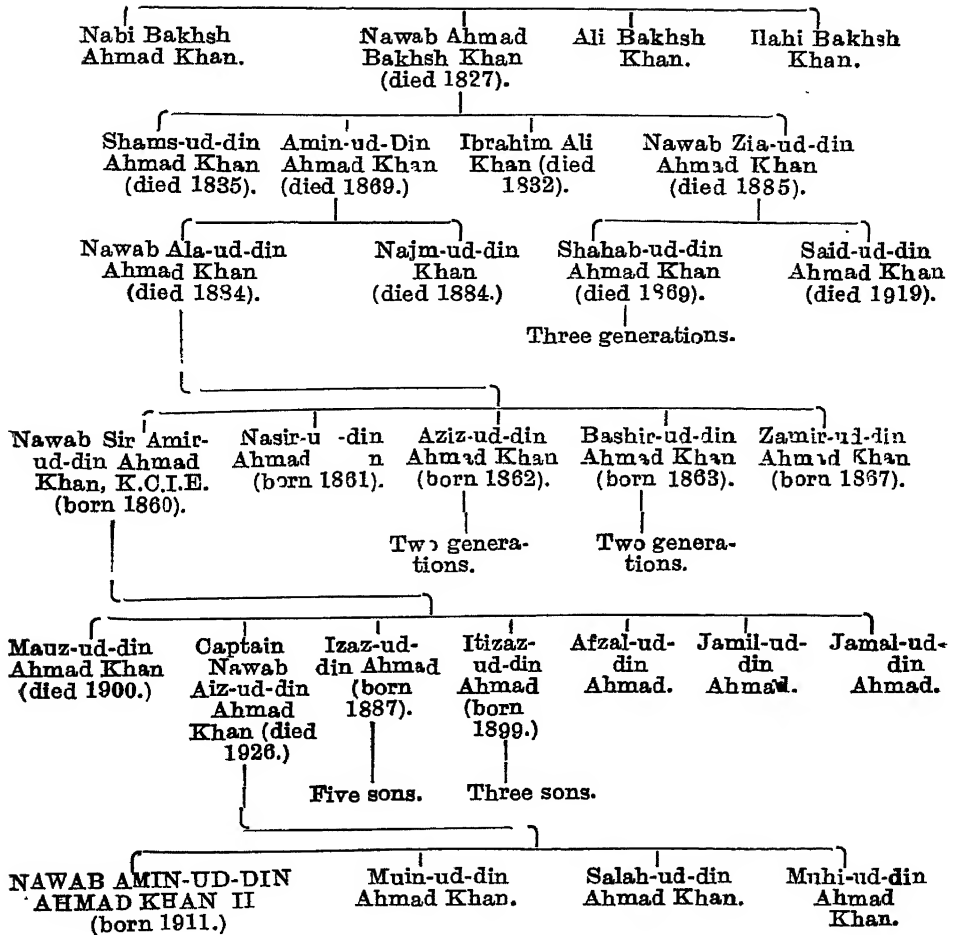 Nabi Bakhsh
Ahmad Khan.
Nawab Ahmad
Bakhsh Khan
(died 1827).
Ali Bakhsh
Khan.
Ilahi Bakhsh
Khan.
Shams-ud-din
Ahmad Khan
(died 1835).
Amin-ud-Din
Ahmad Khan
(died 1869.)
Ibrahim Ali
Khan (died
1832).
Nawab Zia-ud-din
Ahmad Khan
(died 1885).
Nawab Ala-ud-din
Ahmad Khan
(died 1884).
Najm-ud-din
Khan
(died 1884.)
Shahab-ud-din
Ahmad Khan
(died 1869).
Said-ud-din
Ahmad Khan
(died 1919).
Three generations.
Nawab Sir Amir-
ud-din Ahmad
Khan, K.C.I.E.
(born 1860).
Nasir-u -din
Ahmad n
(born 1861).
Aziz-ud-din
Ahmad Khan
(born 1862).
Bashir-ud-din
Ahmad Khan
(born 1863).
Zamir-ud-din
Ahmad Khan
(born 1867).
Two genera-
tions.
Two genera-
tions.
Mauz-ud-din
Ahmad Khan
(died 1900.)
Captain
Nawab
Aiz-ud-din
Ahmad
Khan (died
1926.)
Izaz-ud-
din Ahmad
(born
1887).
Itizaz-
ud-din
Ahmad
(born
1899.)
Afzal-ud-
din
Ahmad.
Jamil-ud-
din
Ahmad.
Jamal-ud-
din
Ahmad.
Five sons.
Three sons.
NAWAB AMIN-UD-DIN
AHMAD KHAN II
(born 1911.)
Muin-ud-din
Ahmad Khan.
Salah-ud-din
Ahmad Khan.
Muhi-ud-din
Ahmad
Khan.